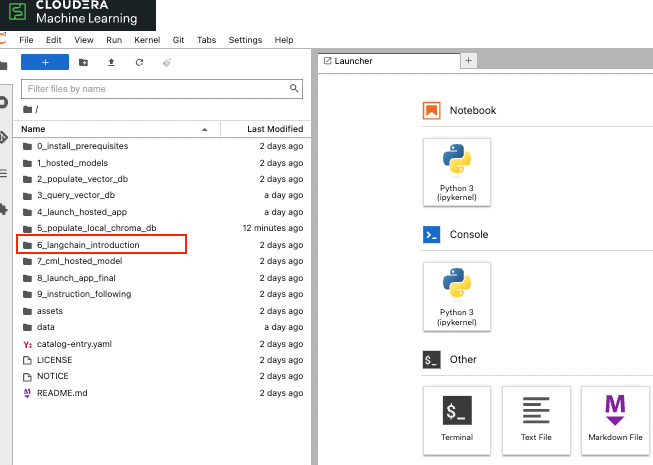 CLOUDERA
Machine Learning
File Edit View Run Kernel Git Tabs Settings Help
+
Launcher
+
Filter files by name
/
Name Last Modified
0_install_prerequisites 2 days ago
1_hosted_models 2 days ago
2_populate_vector_db 2 days ago
3_query_vector_db a day ago
4_launch_hosted_app a day ago
5_populate_local_chroma_db 12 minutes ago
6_langchain_introduction 2 days ago
7_cml_hosted_model 2 days ago
8_launch_app_final 2 days ago
9_instruction_following 2 days ago
assets 2 days ago
data a day ago
Y: catalog-entry.yaml 2 days ago
LICENSE 2 days ago
NOTICE 2 days ago
M README.md 2 days ago
Notebook
Python 3
(ipykernel)
>_ Console
Python 3
(ipykernel)
$_ Other
$_
Terminal
Text File
M
Markdown File